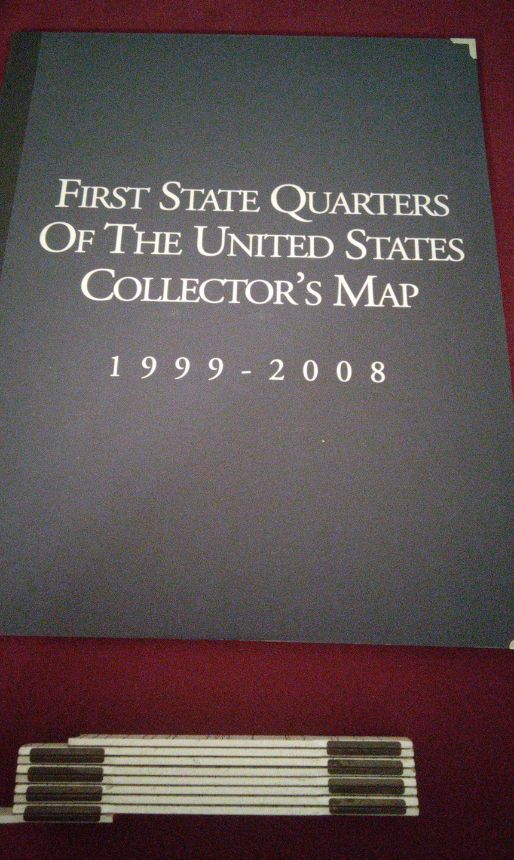 First State Quarters
Of The United States
Collector's Map
1999-2008